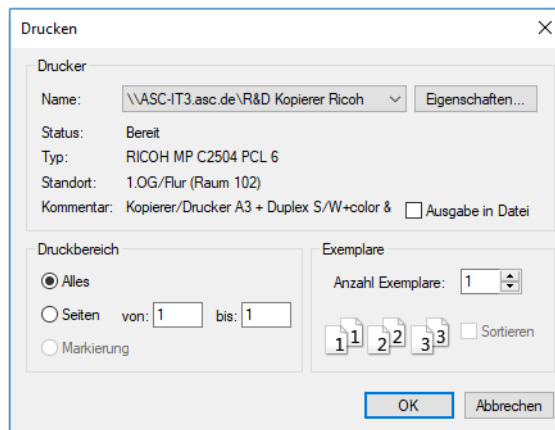 Drucken
Drucker
Name: \\ASC-IT3.asc.de\R&D Kopierer Ricoh Eigenschaften...
Status: Bereit
Typ: RICOH MP C2504 PCL 6
Standort: 1.OG/Flur (Raum 102)
Kommentar: Kopierer/Drucker A3 + Duplex S/W+color & Ausgabe in Datei
Druckbereich
Alles
Seiten von: 1 bis: 1
Markierung
Exemplare
Anzahl Exemplare: 1
1 1 2 2 3 3 Sortieren
OK Abbrechen